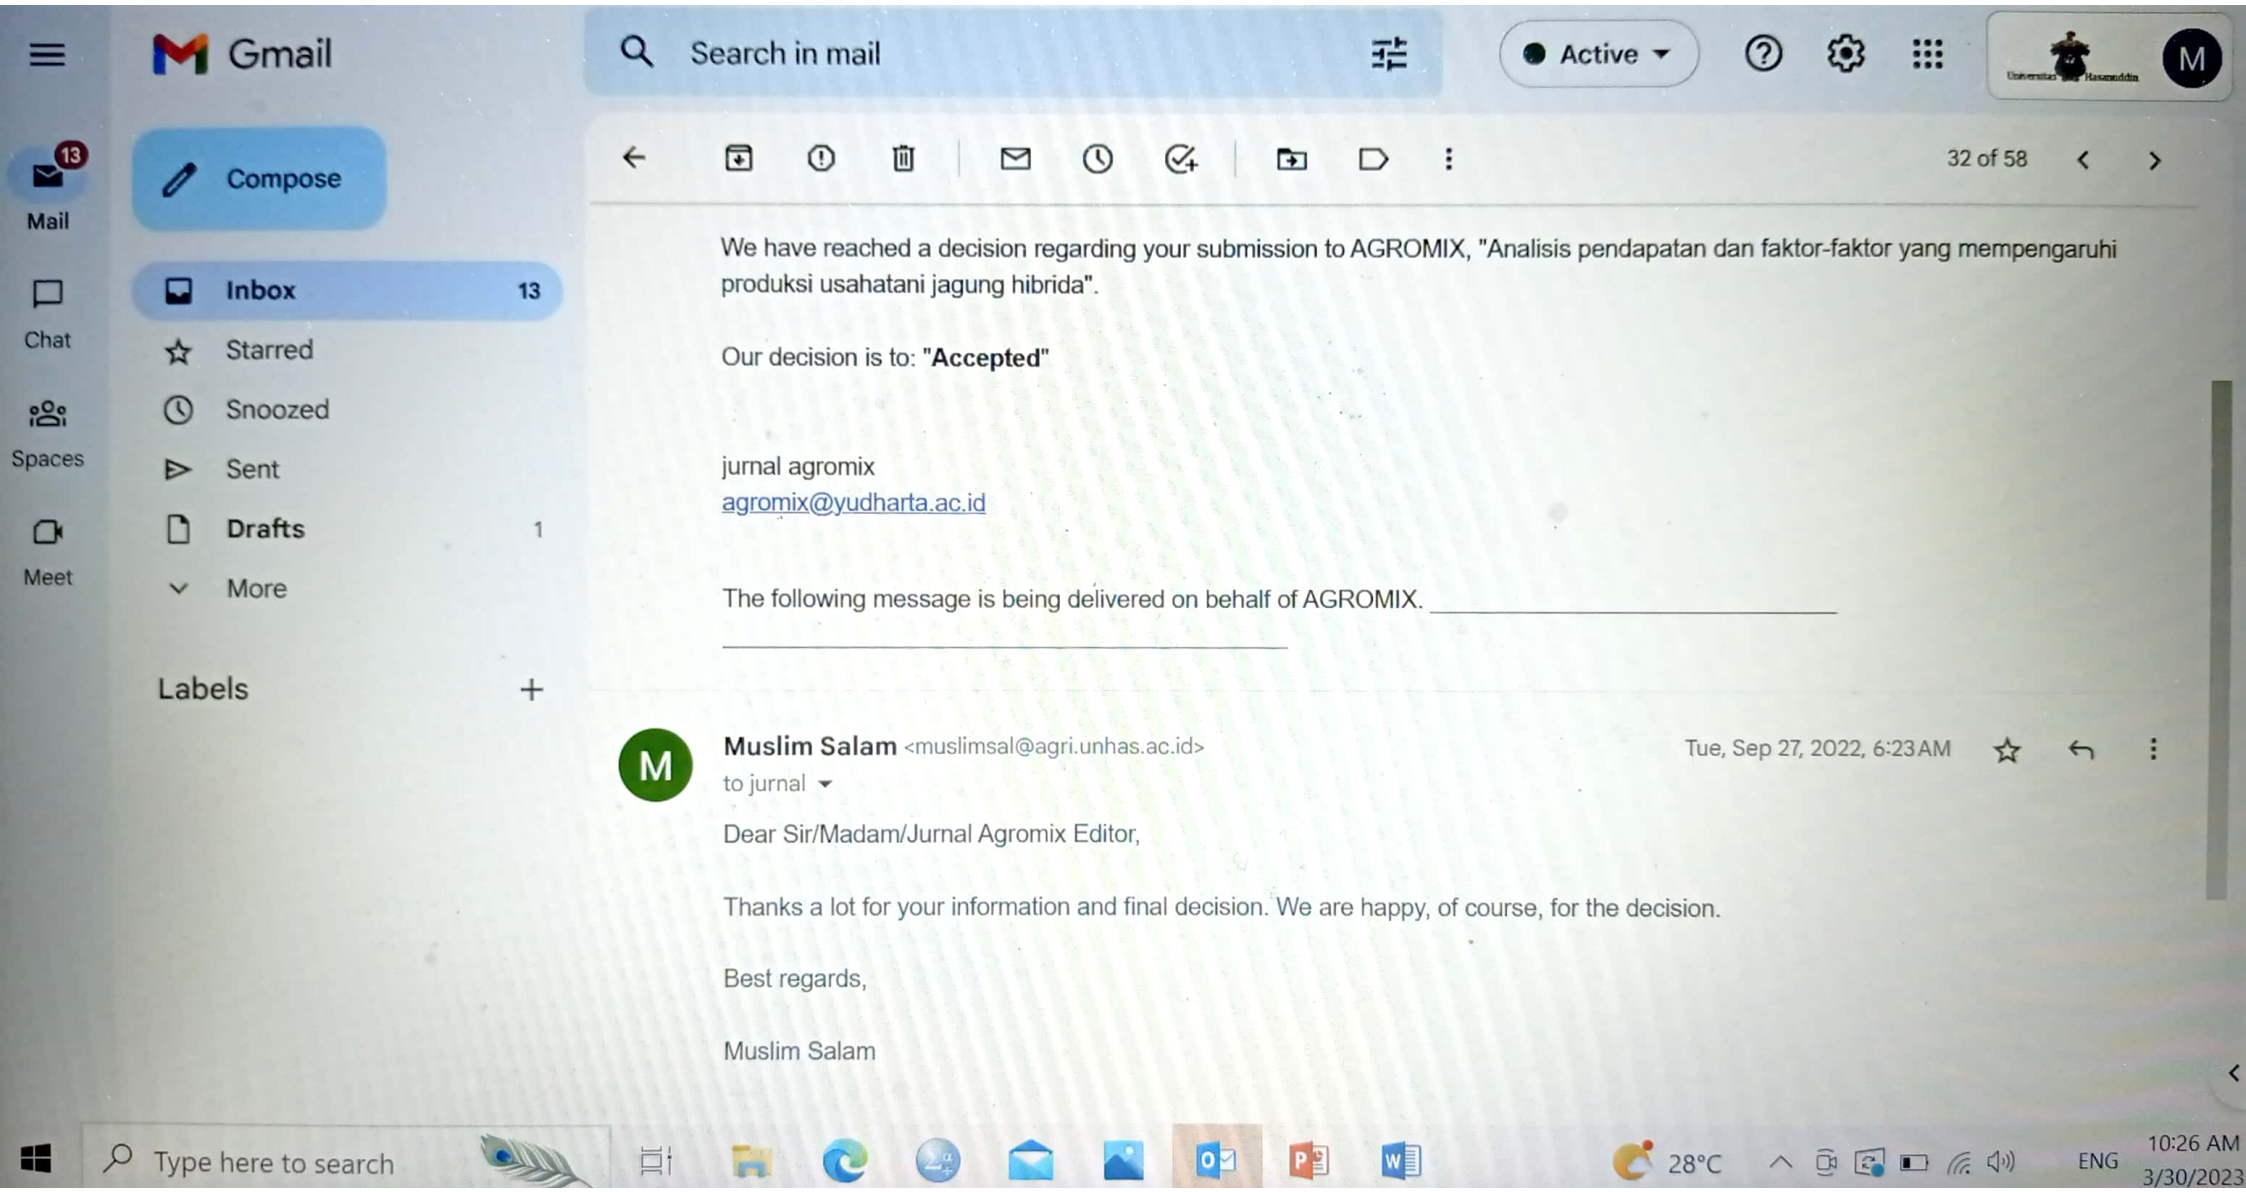 Gmail
Search in mail
Active
Universitas Hasanuddin
M
13
Mail
Compose
32 of 58
Inbox 13
Chat
Starred
Snoozed
Spaces
Sent
Drafts 1
Meet
More
Labels
We have reached a decision regarding your submission to AGROMIX, "Analisis pendapatan dan faktor-faktor yang mempengaruhi
produksi usahatani jagung hibrida".
Our decision is to: "Accepted"
jurnal agromix
agromix@yudharta.ac.id
The following message is being delivered on behalf of AGROMIX. ______________________________
__________________________________________
M
Muslim Salam <muslimsal@agri.unhas.ac.id> Tue, Sep 27, 2022, 6:23 AM
to jurnal
Dear Sir/Madam/Jurnal Agromix Editor,
Thanks a lot for your information and final decision. We are happy, of course, for the decision.
Best regards,
Muslim Salam
Type here to search
28°C
ENG
10:26 AM
3/30/2023